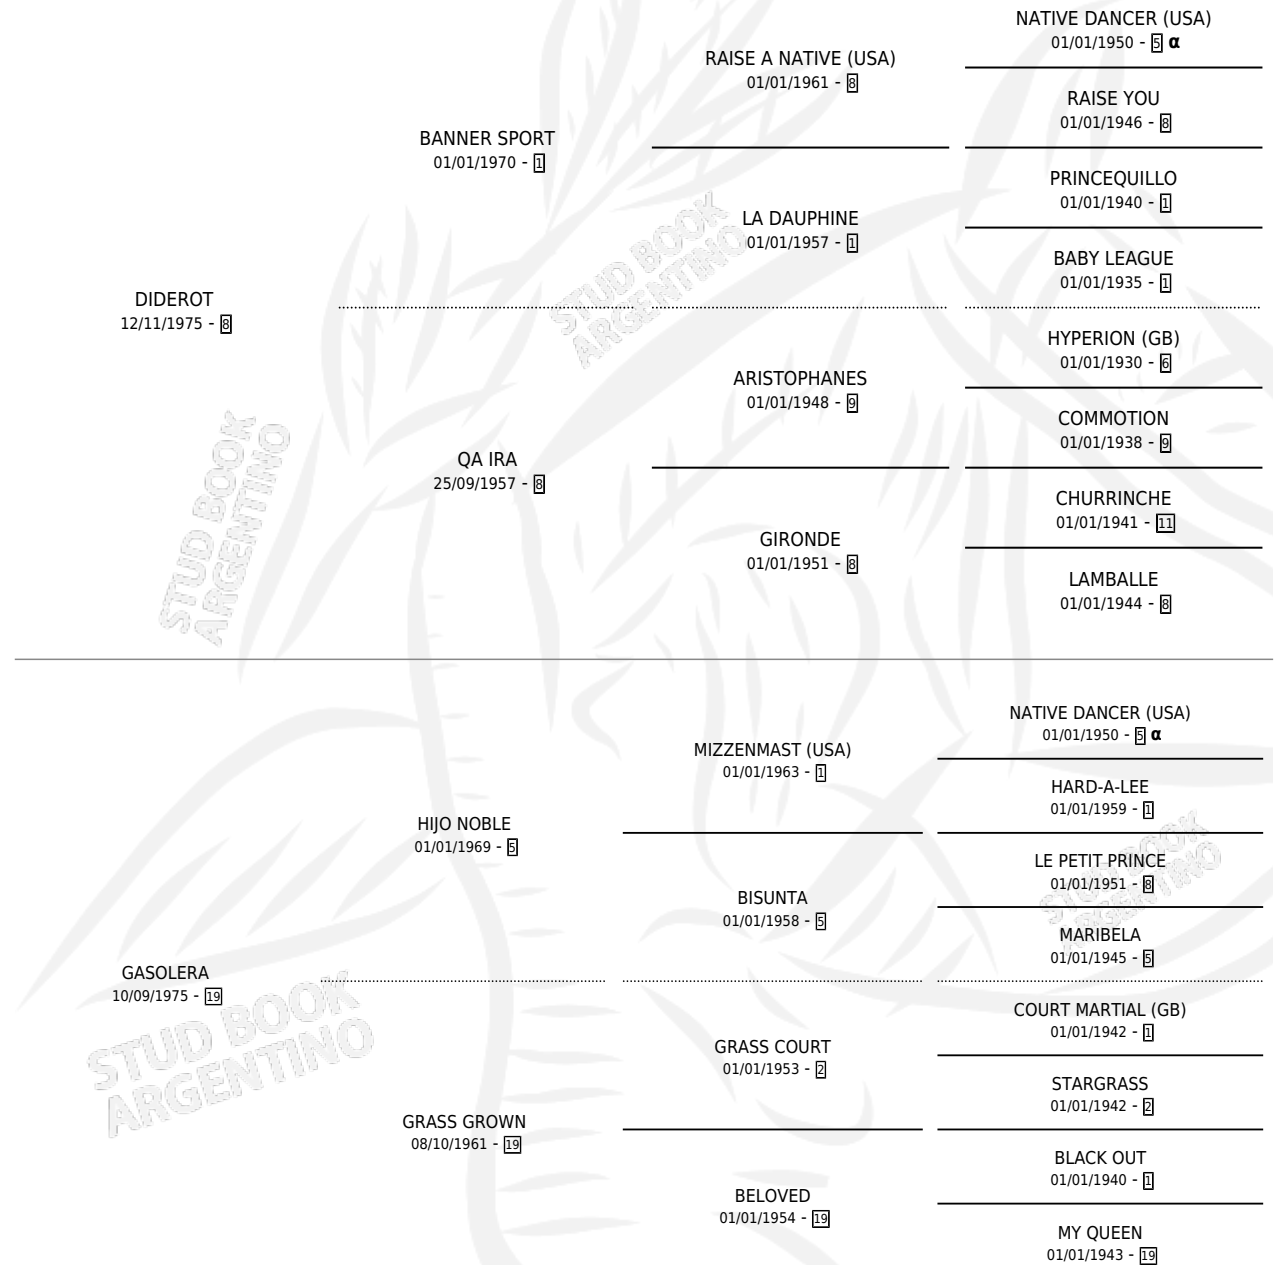 NATIVE DANCER (USA)
01/01/1950 - 5 α
RAISE A NATIVE (USA)
01/01/1961 - 8
RAISE YOU
01/01/1946 - 8
BANNER SPORT
01/01/1970 - 1
PRINCEQUILLO
01/01/1940 - 1
LA DAUPHINE
01/01/1957 - 1
BABY LEAGUE
01/01/1935 - 1
DIDEROT
12/11/1975 - 8
HYPERION (GB)
01/01/1930 - 6
ARISTOPHANES
01/01/1948 - 9
COMMOTION
01/01/1938 - 9
QA IRA
25/09/1957 - 8
CHURRINCHE
01/01/1941 - 11
GIRONDE
01/01/1951 - 8
LAMBALLE
01/01/1944 - 8
STUD BOOK
ARGENTINO
STUD BOOK
ARGENTINO
NATIVE DANCER (USA)
01/01/1950 - 5 α
MIZZENMAST (USA)
01/01/1963 - 1
HARD-A-LEE
01/01/1959 - 1
HIJO NOBLE
01/01/1969 - 5
LE PETIT PRINCE
01/01/1951 - 8
BISUNTA
01/01/1958 - 5
MARIBELA
01/01/1945 - 5
GASOLERA
10/09/1975 - 19
COURT MARTIAL (GB)
01/01/1942 - 1
GRASS COURT
01/01/1953 - 2
STARGRASS
01/01/1942 - 2
GRASS GROWN
08/10/1961 - 19
BLACK OUT
01/01/1940 - 1
BELOVED
01/01/1954 - 19
MY QUEEN
01/01/1943 - 19
STUD BOOK
ARGENTINO
STUD BOOK
ARGENTINO